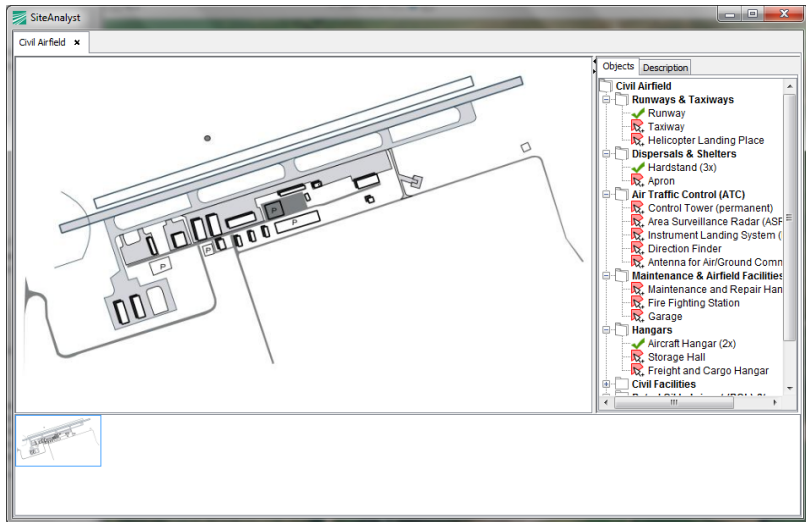 SiteAnalyst
Civil Airfield
Objects
Description
Civil Airfield
Runways & Taxiways
Runway
Taxiway
Helicopter Landing Place
Dispersals & Shelters
Hardstand (3x)
Apron
Air Traffic Control (ATC)
Control Tower (permanent)
Area Surveillance Radar (ASR
Instrument Landing System (
Direction Finder
Antenna for Air/Ground Comm
Maintenance & Airfield Facilities
Maintenance and Repair Han
Fire Fighting Station
Garage
Hangars
Aircraft Hangar (2x)
Storage Hall
Freight and Cargo Hangar
Civil Facilities
P
P
P
P